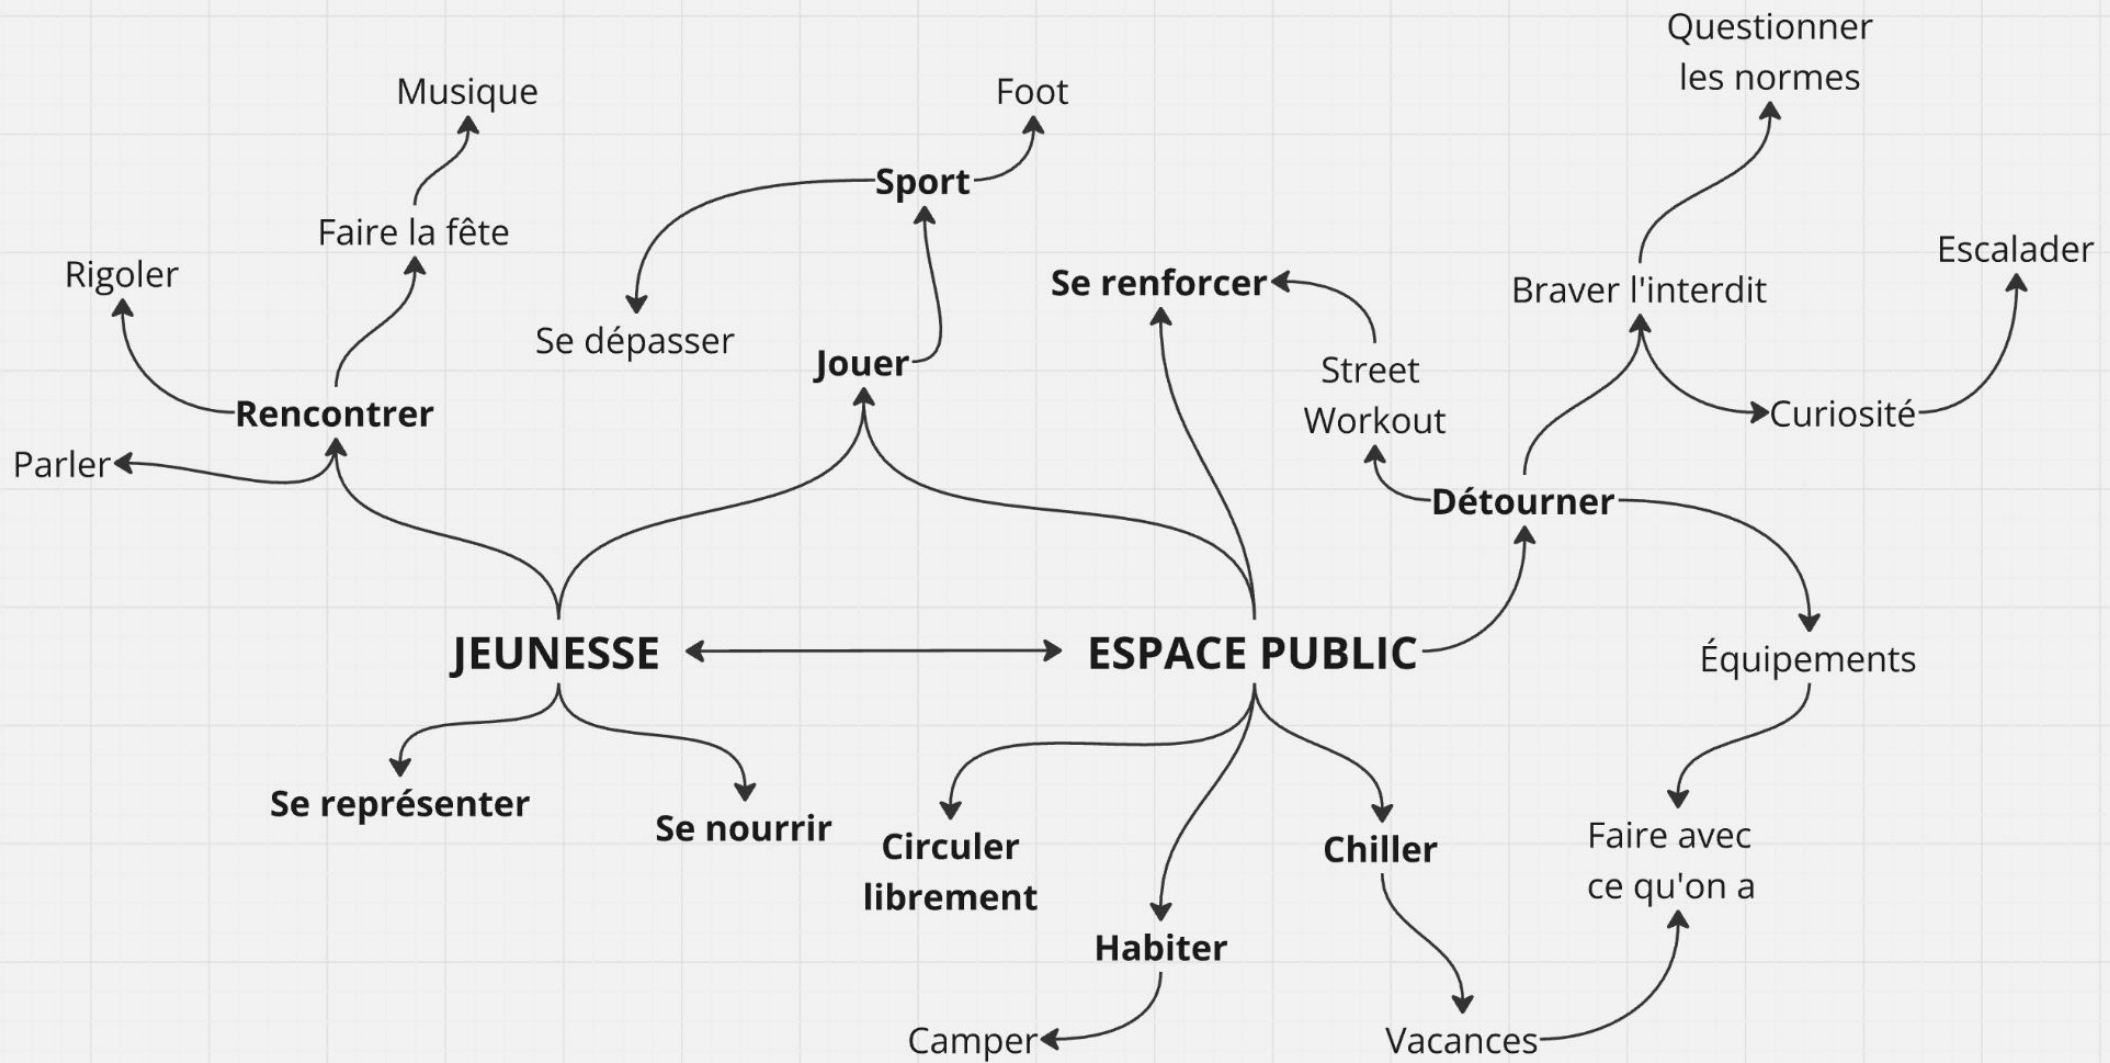 Questionner
les normes
Musique
Foot
Sport
Faire la fête
Escalader
Rigoler
Se renforcer
Braver l'interdit
Se dépasser
Jouer
Street
Workout
Rencontrer
Curiosité
Parler
Détourner
JEUNESSE
ESPACE PUBLIC
Équipements
Se représenter
Se nourrir
Circuler
librement
Chiller
Faire avec
ce qu'on a
Habiter
Camper
Vacances